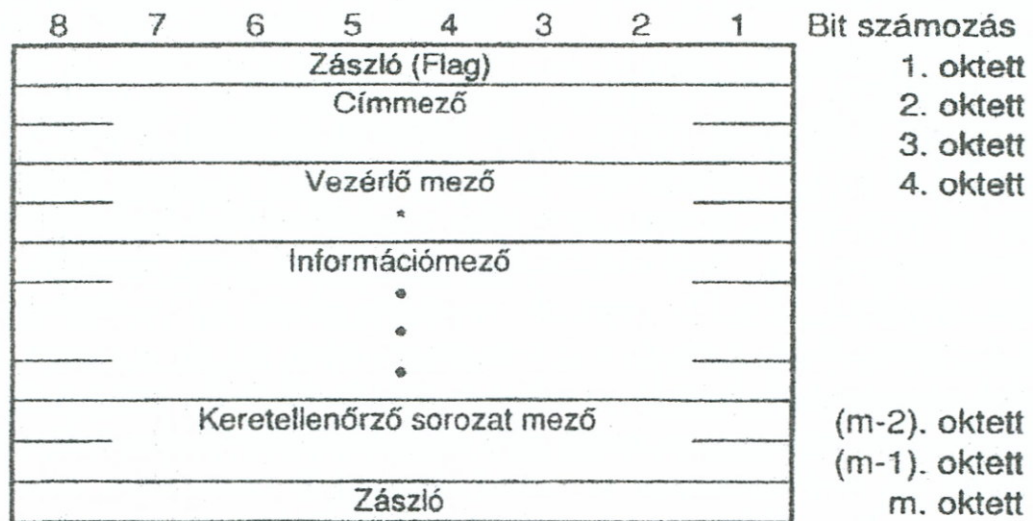 8 7 6 5 4 3 2 1 Bit számozás
Zászló (Flag) 1. oktett
Címmező 2. oktett
3. oktett
Vezérlő mező 4. oktett
*
Információmező
•
•
•
Keretellenőrző sorozat mező (m-2). oktett
(m-1). oktett
Zászló m. oktett